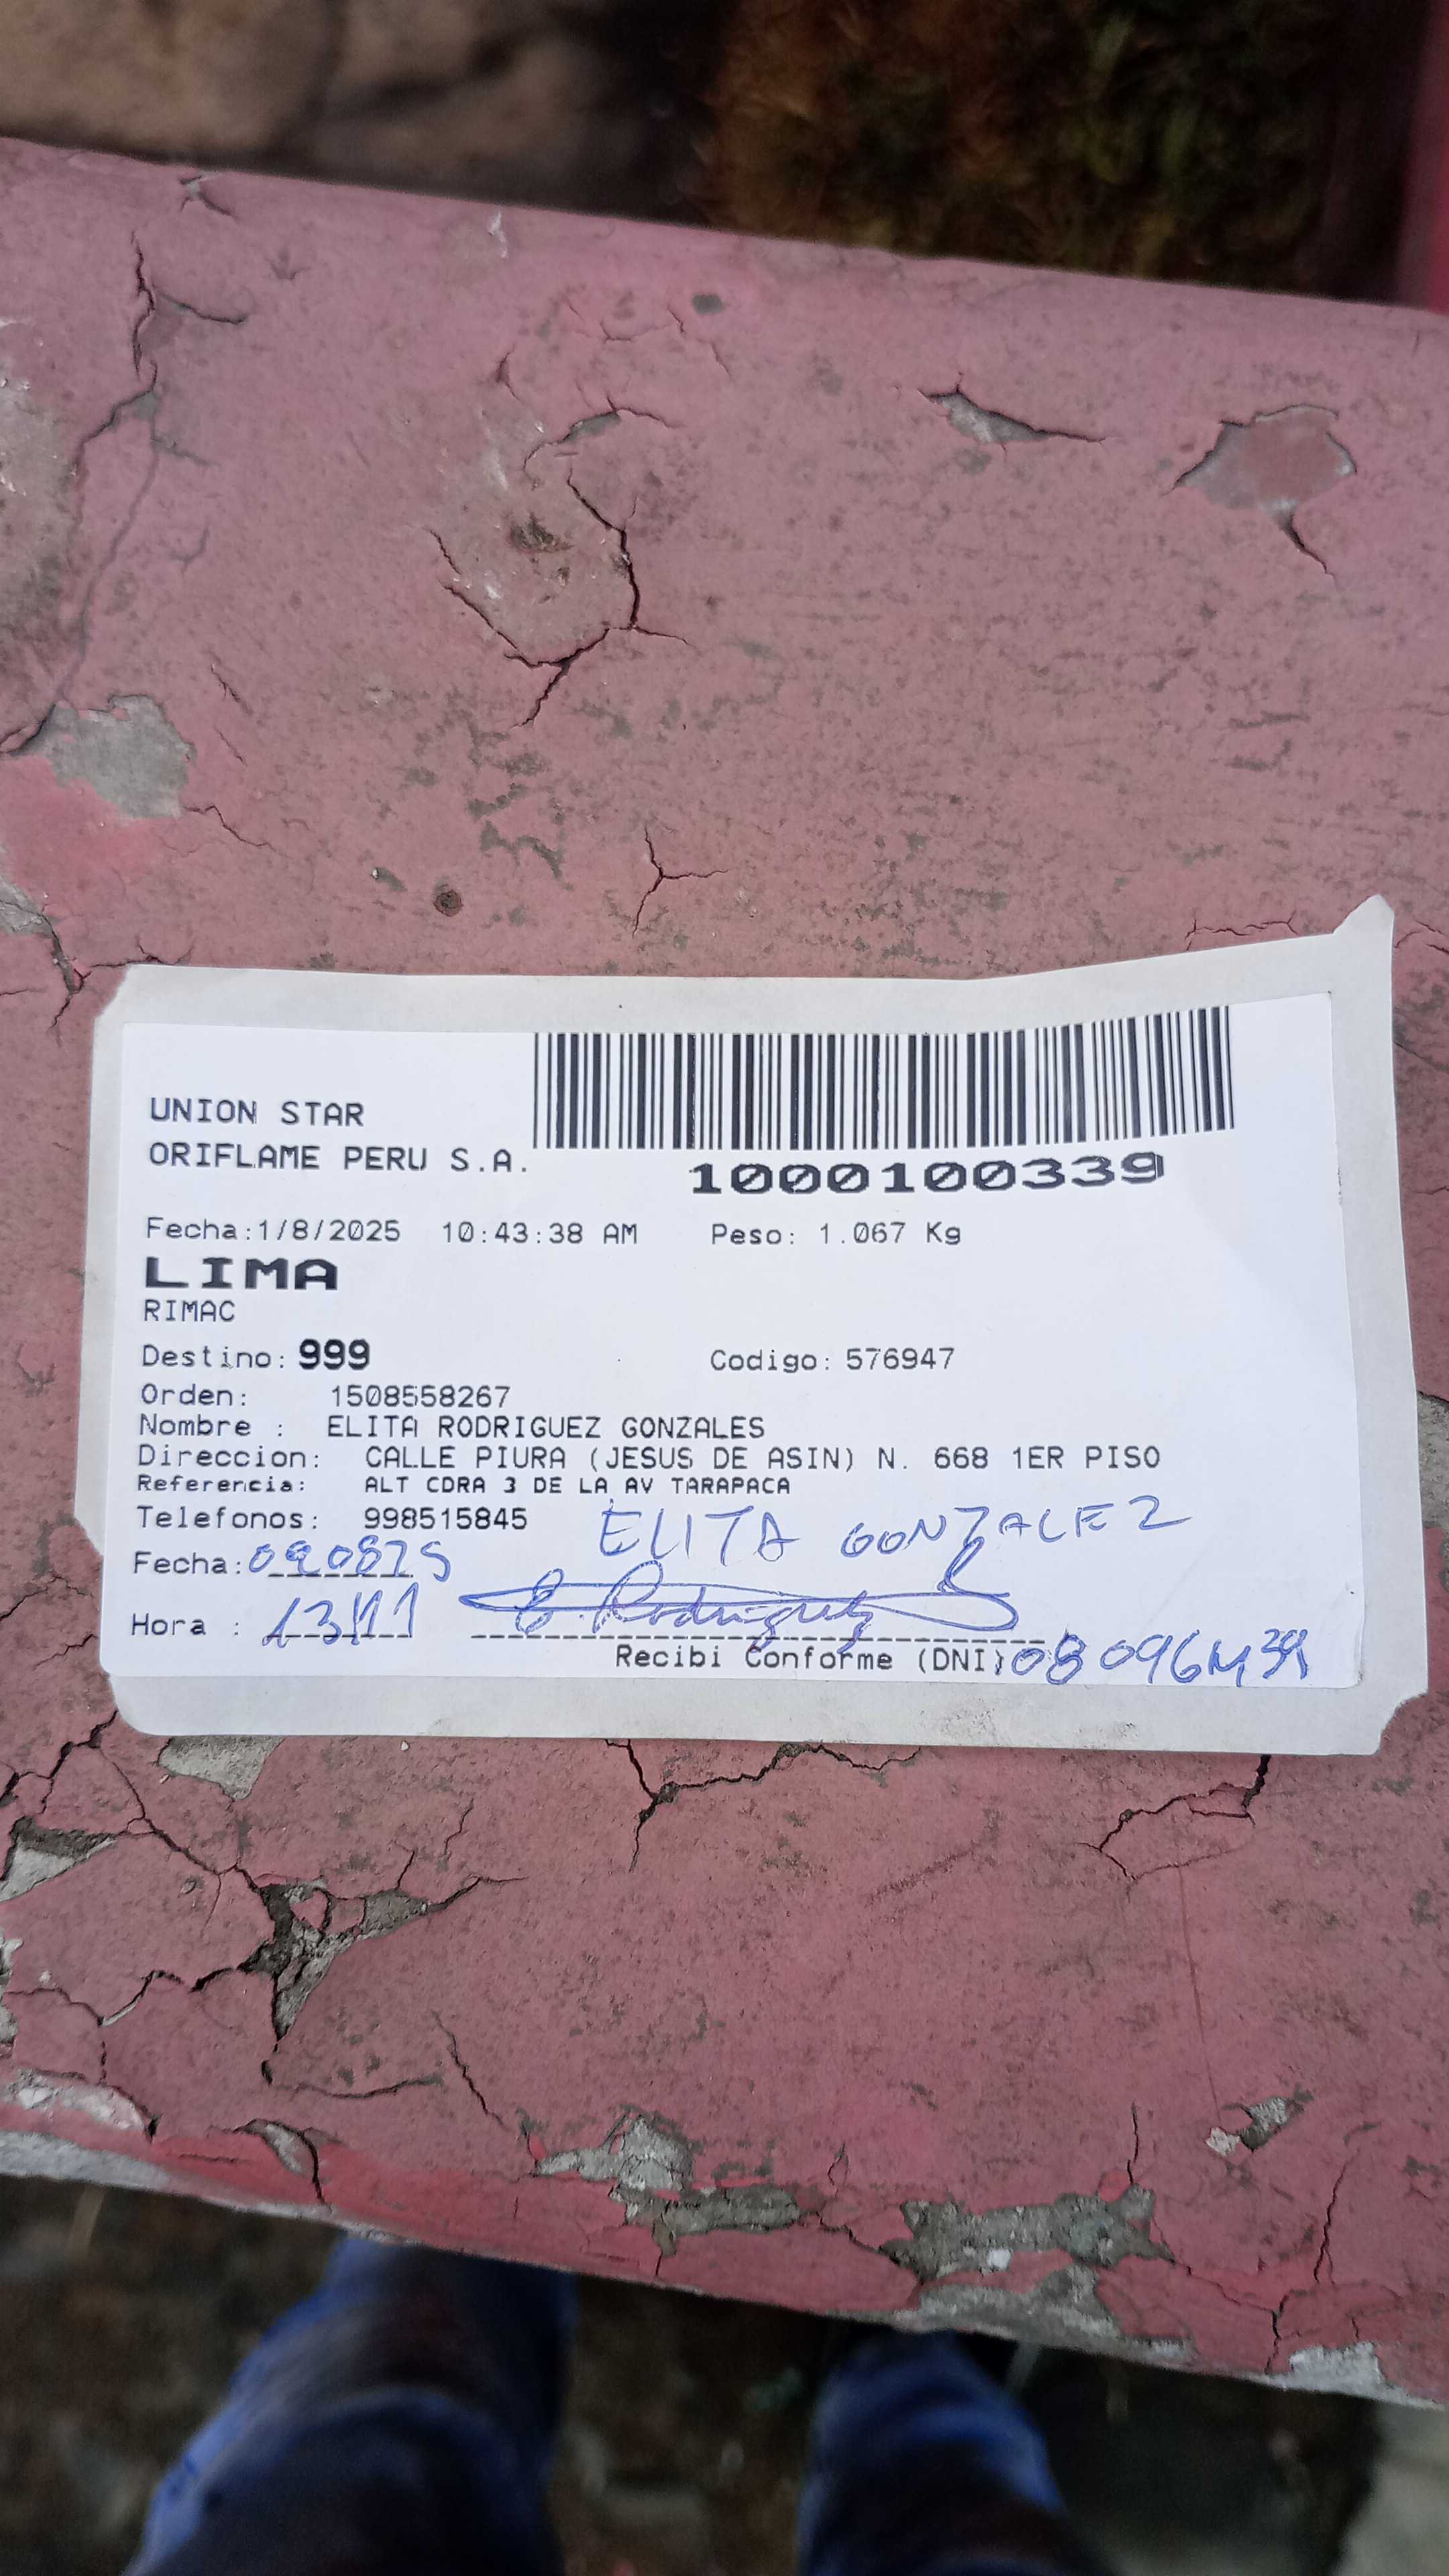 UNION STAR
ORIFLAME PERU S.A.
1000100339
Fecha:1/8/2025 10:43:38 AM Peso: 1.067 Kg
LIMA
RIMAC
Destino: 999 Codigo: 576947
Orden: 1508558267
Nombre : ELITA RODRIGUEZ GONZALES
Direccion: CALLE PIURA (JESUS DE ASIN) N. 668 1ER PISO
Referencia: ALT CDRA 3 DE LA AV TARAPACA
Telefonos: 998515845 ELITA GONZALEZ
Fecha:
Hora : E. Rodriguez
Recibi Conforme (DNI)